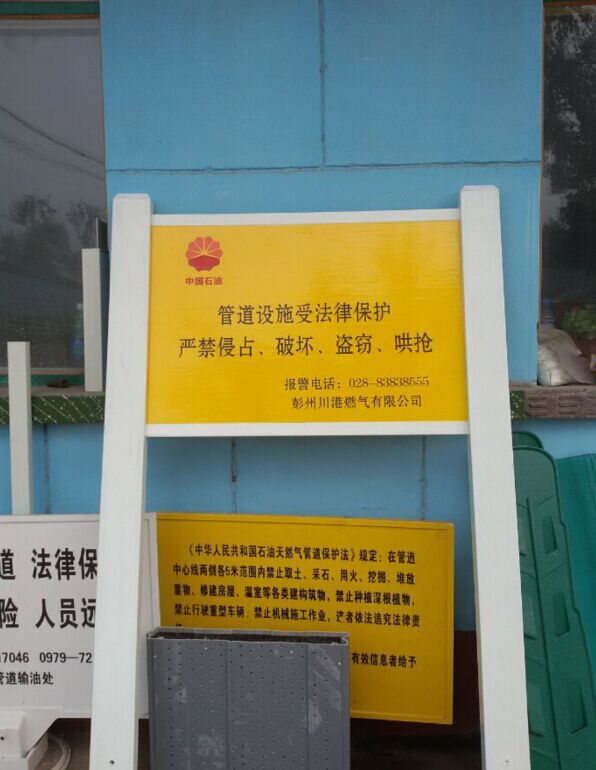 中国石油
管道设施受法律保护
严禁侵占、破坏、盗窃、哄抢
报警电话：028-83838555
彭州川港燃气有限公司
《中华人民共和国石油天然气管道保护法》规定：在管道
中心线两侧各5米范围内禁止取土、采石、用火、挖掘、堆放
重物、修建房屋、温室等各类建构筑物，禁止种植深根植物，
禁止行驶重型车辆、禁止机械施工作业，违者依法追究法律责
有效信息者给予
道 法律保
险 人员远
7046 0979-72
管道输油处